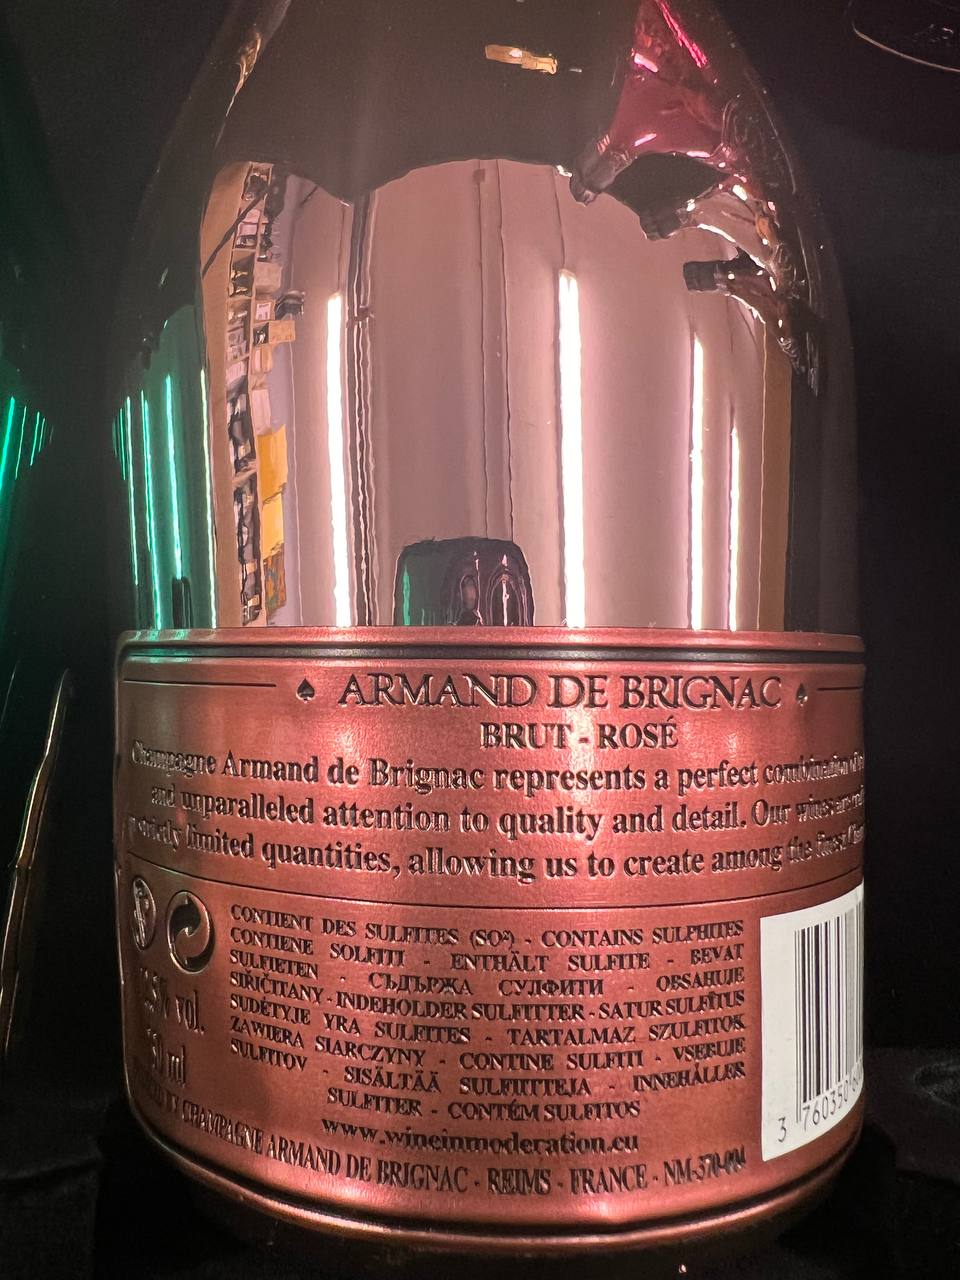 ARMAND DE BRIGNAC
BRUT - ROSÉ
Champagne Armand de Brignac represents a perfect combination
and unparalleled attention to quality and detail. Our wines are
strictly limited quantities, allowing us to create among the finest
CONTIENT DES SULFITES (SO²) - CONTAINS SULPHITES
CONTIENE SOLFITI - ENTHÄLT SULFITE - BEVAT
SULFIETEN - СЪДЪРЖА СУЛФИТИ - OBSAHUJE
SIŘIČITANY - INDEHOLDER SULFITTER - SATUR SULFĪTUS
SUDĖTYJE YRA SULFITES - TARTALMAZ SZULFITOK
ZAWIERA SIARCZYNY - CONTINE SULFITI - VSEBUJE
SULFITOV - SISÄLTÄÄ SULFIITTEJA - INNEHÅLLER
SULFITER - CONTÉM SULFITOS
www.wineinmoderation.eu
2,5% vol.
50 ml
BY CHAMPAGNE ARMAND DE BRIGNAC - REIMS - FRANCE - NM-370-004
3 760350